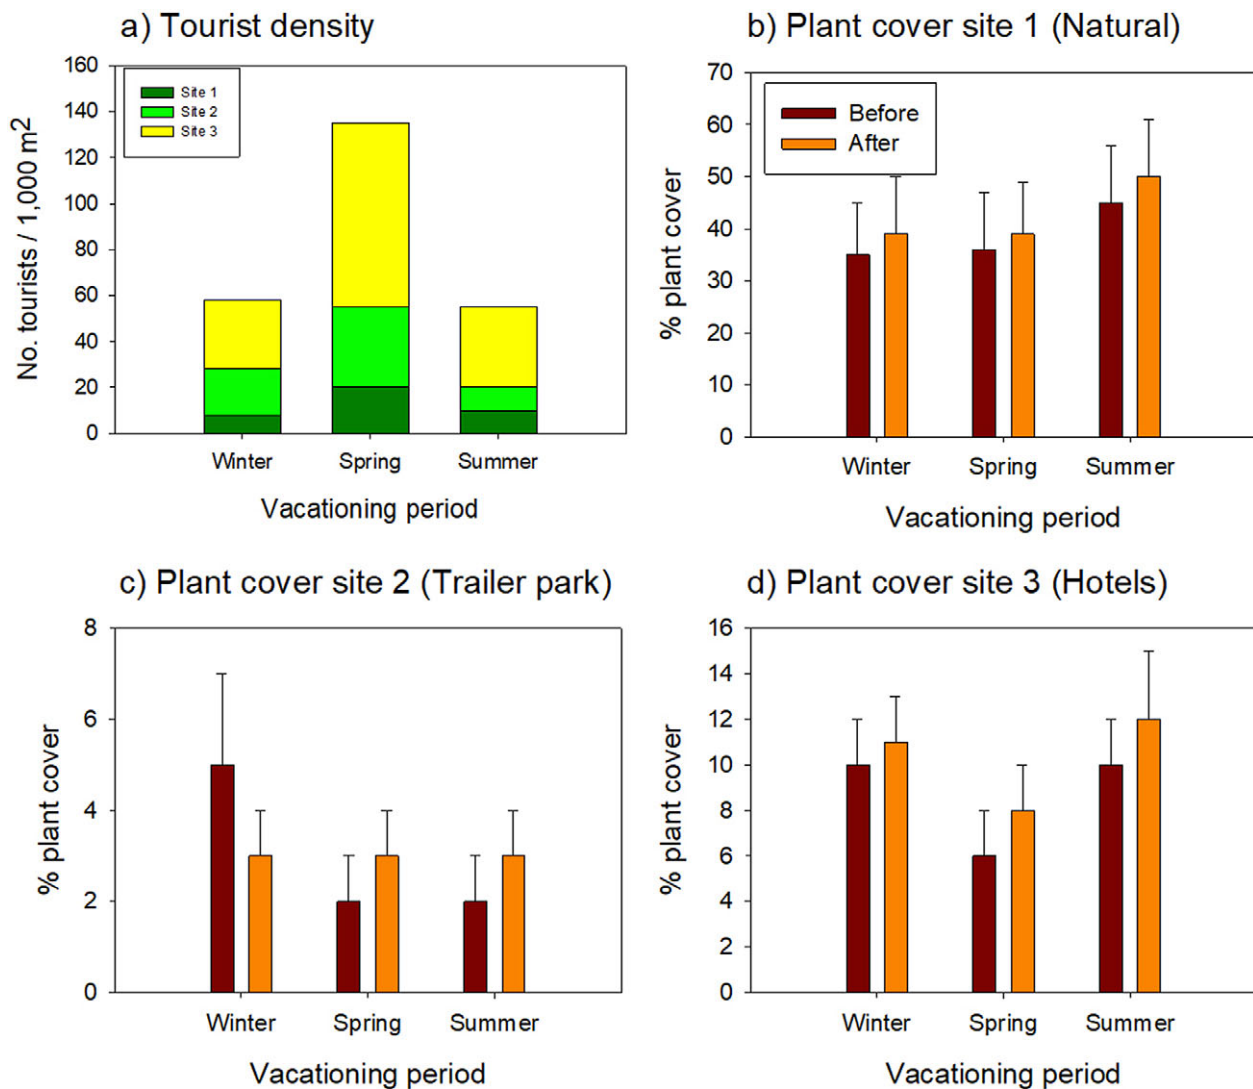 a) Tourist density
No. tourists / 1,000 m2
160
140
120
100
80
60
40
20
0
Site 1
Site 2
Site 3
Winter Spring Summer
Vacationing period
b) Plant cover site 1 (Natural)
% plant cover
70
60
50
40
30
20
10
0
Before
After
Winter Spring Summer
Vacationing period
c) Plant cover site 2 (Trailer park)
% plant cover
8
6
4
2
0
Winter Spring Summer
Vacationing period
d) Plant cover site 3 (Hotels)
% plant cover
16
14
12
10
8
6
4
2
0
Winter Spring Summer
Vacationing period